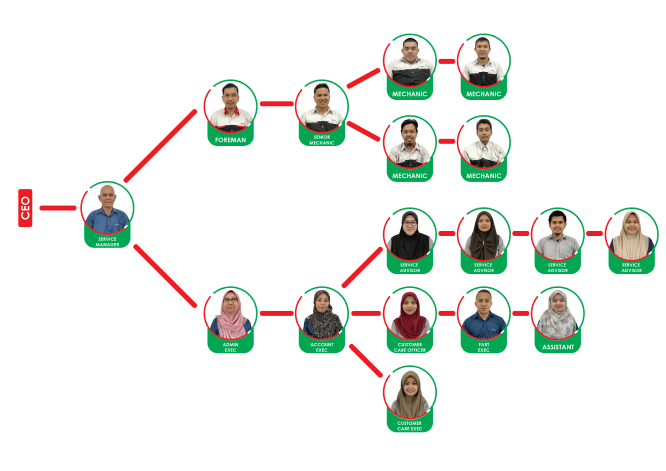 MECHANIC
MECHANIC
FOREMAN
SENIOR
MECHANIC
MECHANIC
MECHANIC
CEO
SERVICE
MANAGER
SERVICE
ADVISOR
SERVICE
ADVISOR
SERVICE
ADVISOR
SERVICE
ADVISOR
ADMIN
EXEC
ACCOUNT
EXEC
CUSTOMER
CARE OFFICER
PART
EXEC
ASSISTANT
CUSTOMER
CARE EXEC